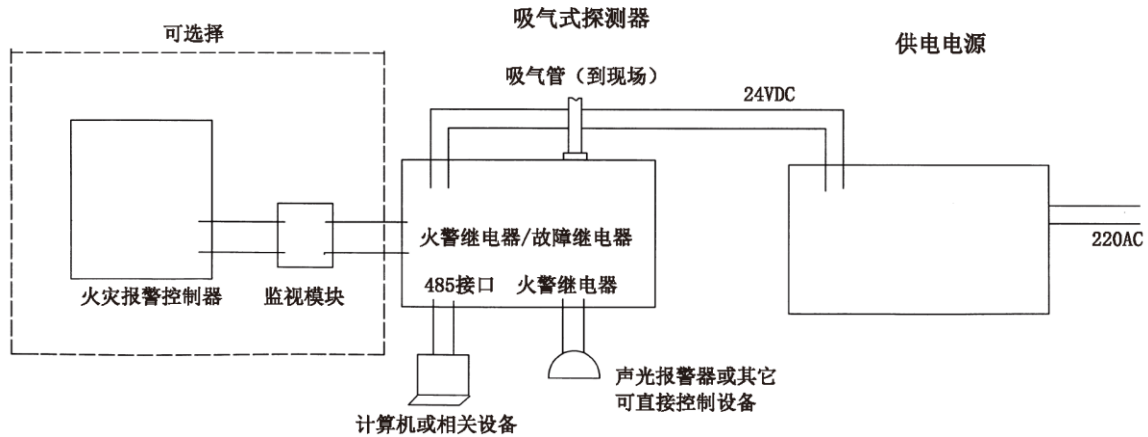 吸气式探测器
可选择
供电电源
吸气管（到现场）
24VDC
火警继电器/故障继电器
220AC
485接口 火警继电器
火灾报警控制器 监视模块
声光报警器或其它
可直接控制设备
计算机或相关设备